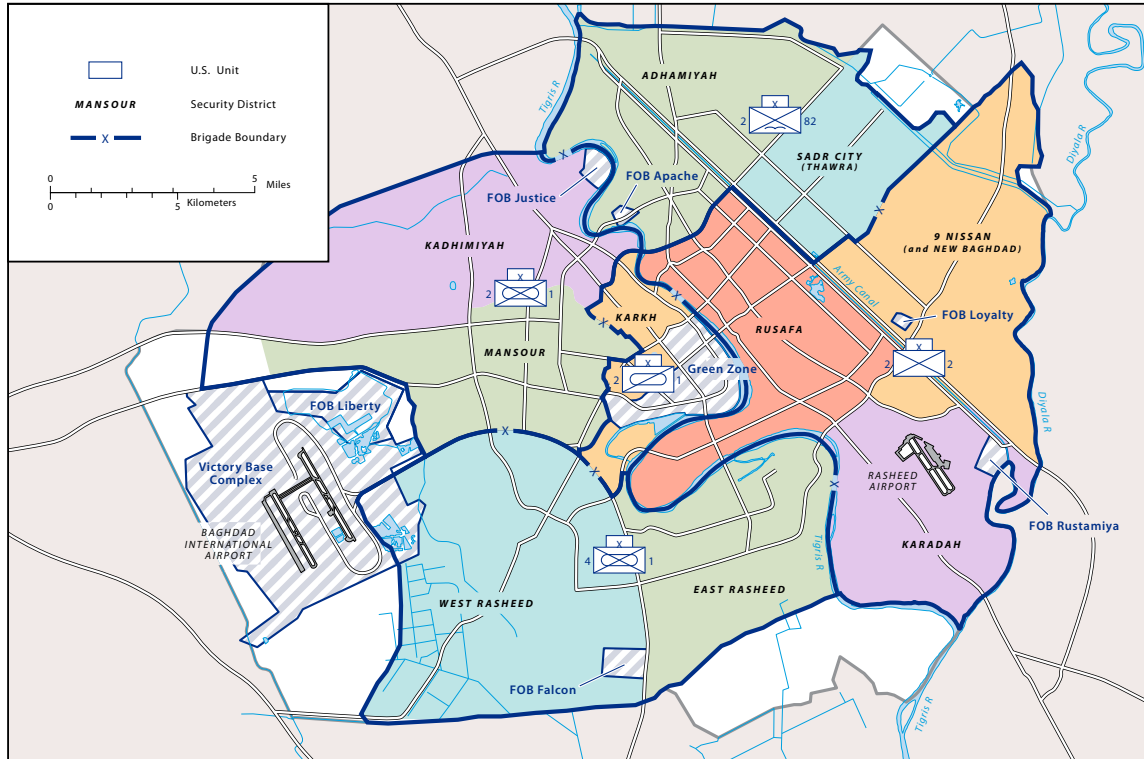 U.S. Unit
MANSOUR
Security District
X
Brigade Boundary
0
5
Miles
0
5
Kilometers
Tigris R
ADHAMIYAH
X
2
82
SADR CITY
(THAWRA)
Diyala R
X
FOB Justice
FOB Apache
X
KADHIMIYAH
9 NISSAN
(and NEW BAGHDAD)
X
2
1
X
Army Canal
KARKH
X
RUSAFA
FOB Loyalty
MANSOUR
X
2
1
Green Zone
X
2
2
FOB Liberty
Diyala R
X
Victory Base
Complex
X
RASHEED
AIRPORT
X
FOB Rustamiya
BAGHDAD
INTERNATIONAL
AIRPORT
KARADAH
X
4
1
Tigris R
WEST RASHEED
EAST RASHEED
FOB Falcon
Tigris R